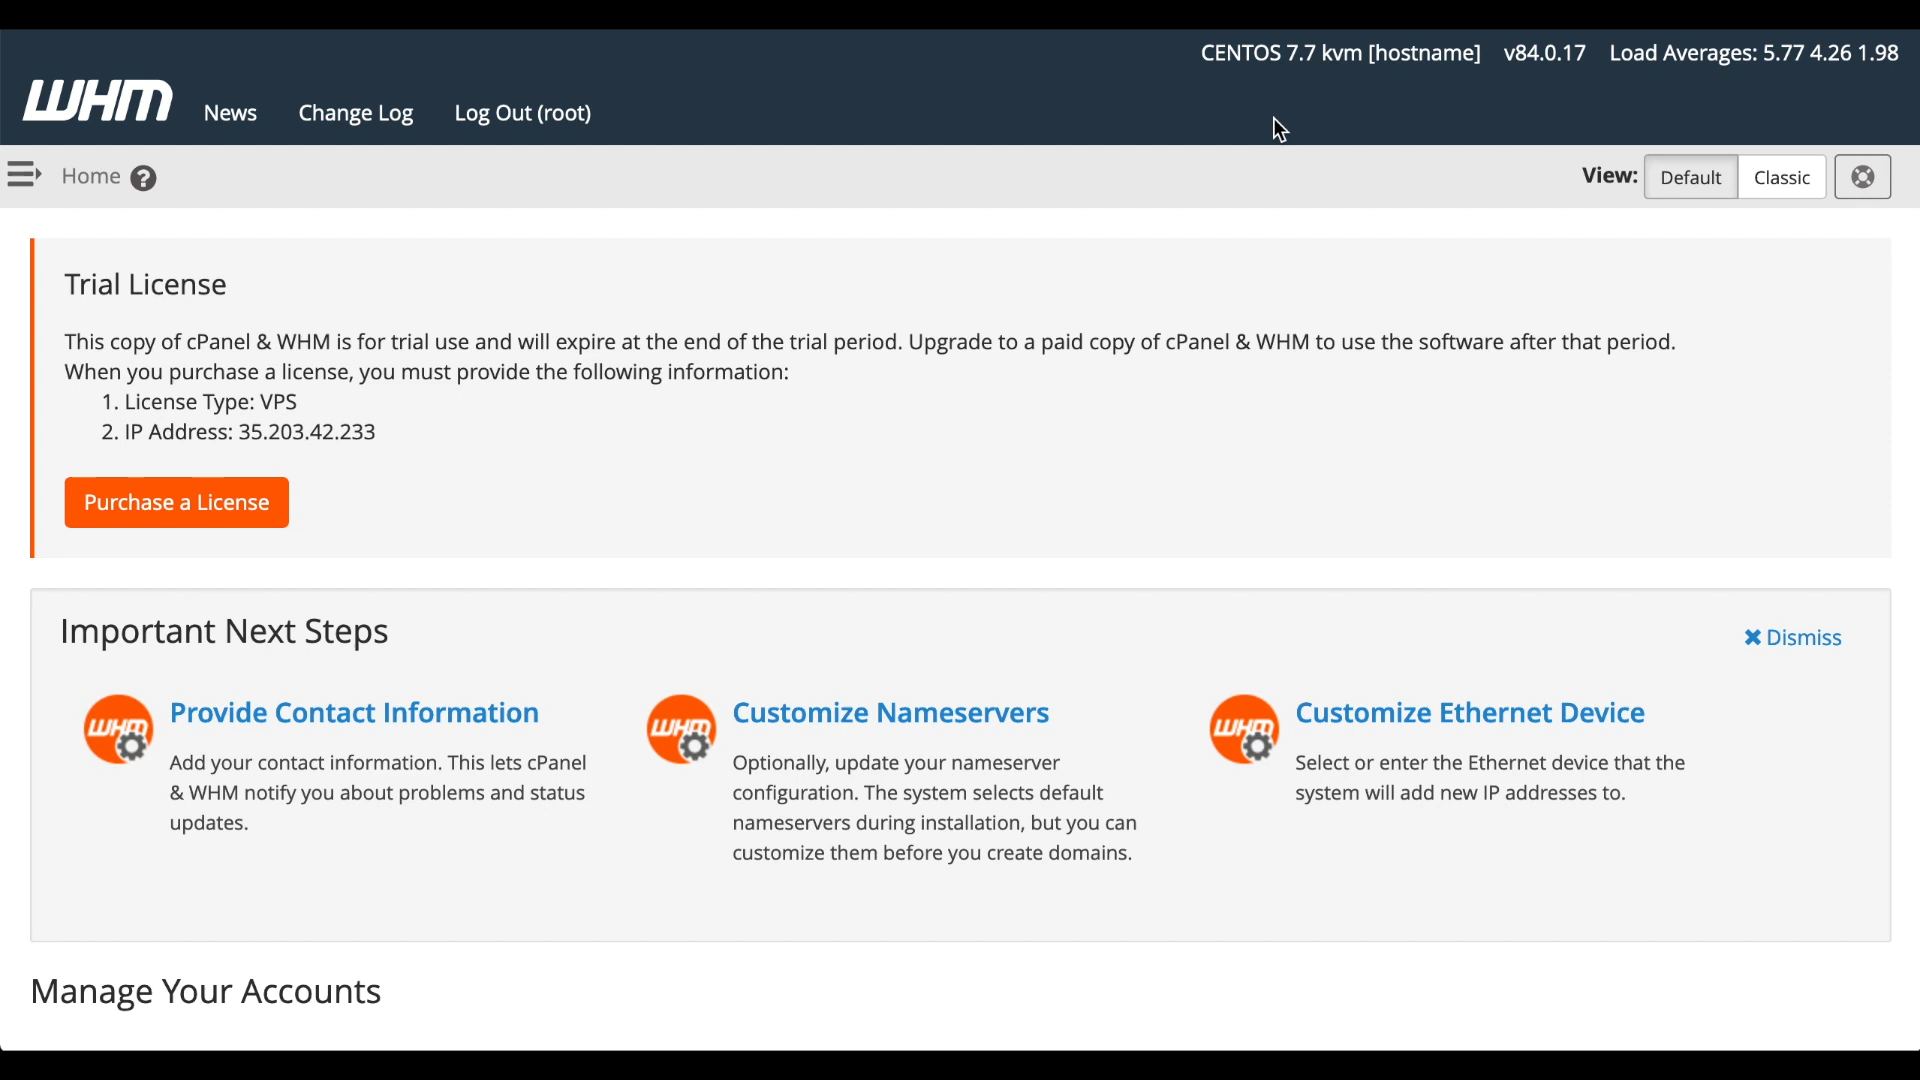 CENTOS 7.7 kvm [hostname] v84.0.17 Load Averages: 5.77 4.26 1.98
WHM News Change Log Log Out (root)
Home ? View: Default Classic
Trial License
This copy of cPanel & WHM is for trial use and will expire at the end of the trial period. Upgrade to a paid copy of cPanel & WHM to use the software after that period.
When you purchase a license, you must provide the following information:
1. License Type: VPS
2. IP Address: 35.203.42.233
Purchase a License
Important Next Steps
Dismiss
WHM
Provide Contact Information
Add your contact information. This lets cPanel
& WHM notify you about problems and status
updates.
WHM
Customize Nameservers
Optionally, update your nameserver
configuration. The system selects default
nameservers during installation, but you can
customize them before you create domains.
WHM
Customize Ethernet Device
Select or enter the Ethernet device that the
system will add new IP addresses to.
Manage Your Accounts